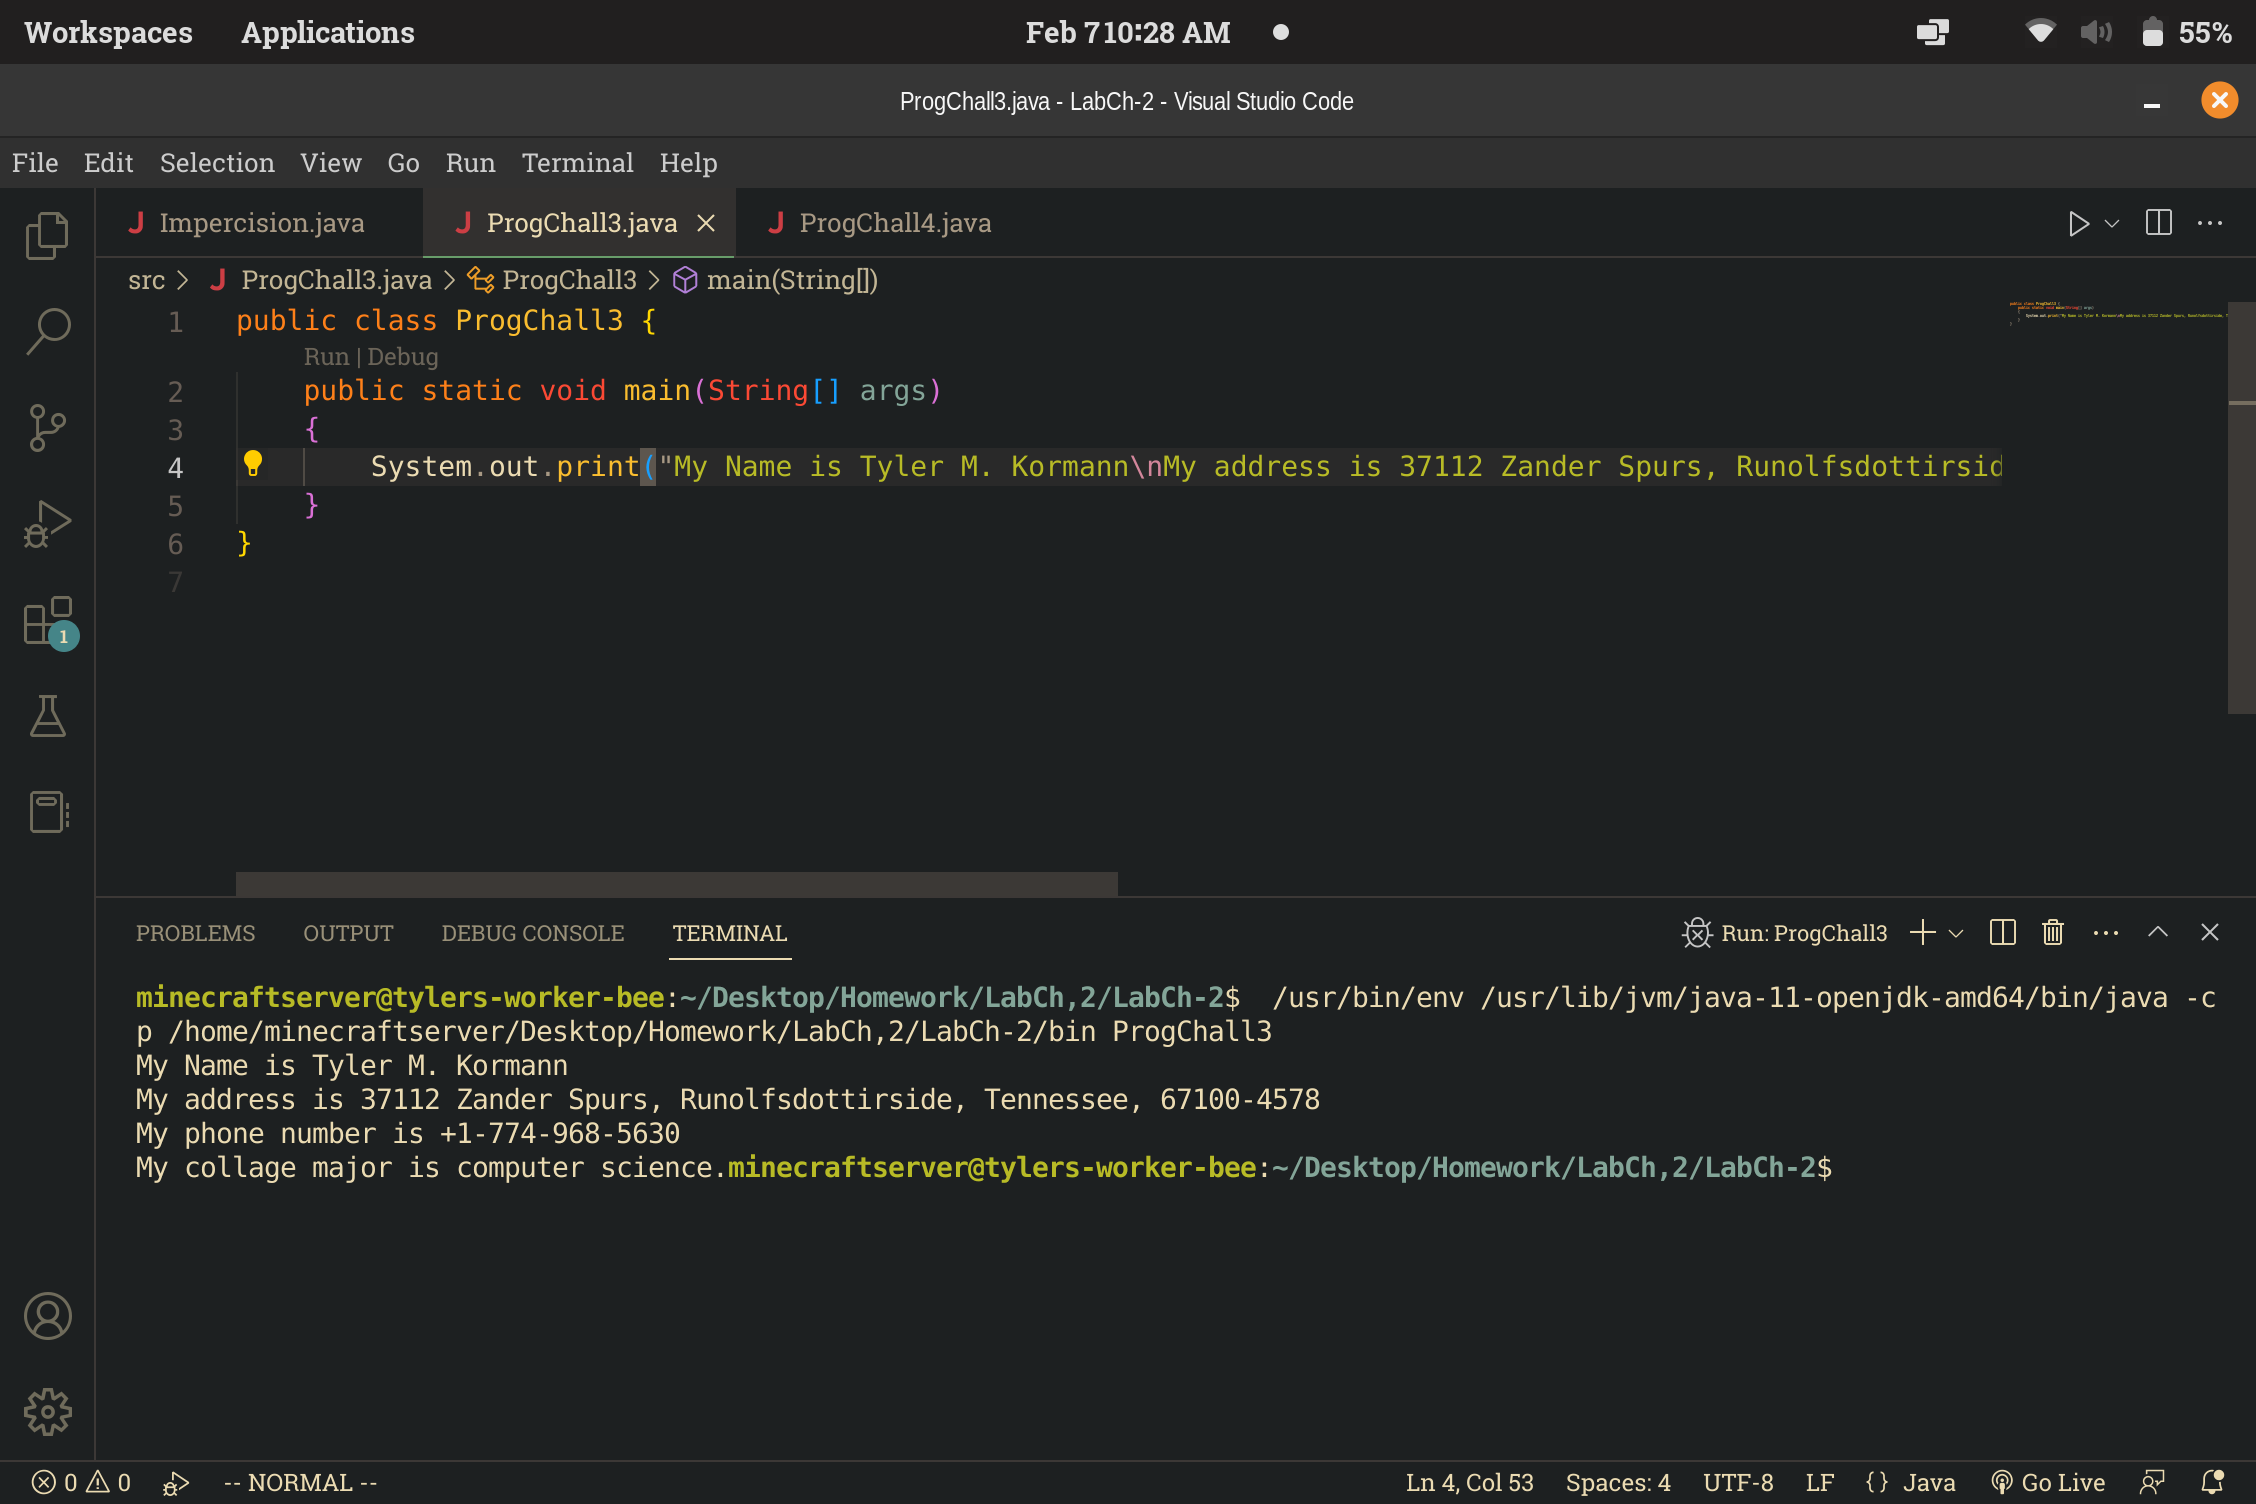 Workspaces Applications Feb 7 10:28 AM 55%
ProgChall3.java - LabCh-2 - Visual Studio Code
File Edit Selection View Go Run Terminal Help
Impercision.java ProgChall3.java ProgChall4.java
src > ProgChall3.java > ProgChall3 > main(String[])
1 public class ProgChall3 {
Run | Debug
2 public static void main(String[] args)
3 {
4 System.out.print("My Name is Tyler M. Kormann\nMy address is 37112 Zander Spurs, Runolfsdottirsid
5 }
6 }
7
1
PROBLEMS OUTPUT DEBUG CONSOLE TERMINAL Run: ProgChall3
minecraftserver@tylers-worker-bee:~/Desktop/Homework/LabCh,2/LabCh-2$ /usr/bin/env /usr/lib/jvm/java-11-openjdk-amd64/bin/java -c
p /home/minecraftserver/Desktop/Homework/LabCh,2/LabCh-2/bin ProgChall3
My Name is Tyler M. Kormann
My address is 37112 Zander Spurs, Runolfsdottirside, Tennessee, 67100-4578
My phone number is +1-774-968-5630
My collage major is computer science.minecraftserver@tylers-worker-bee:~/Desktop/Homework/LabCh,2/LabCh-2$
0 0 -- NORMAL -- Ln 4, Col 53 Spaces: 4 UTF-8 LF {} Java Go Live